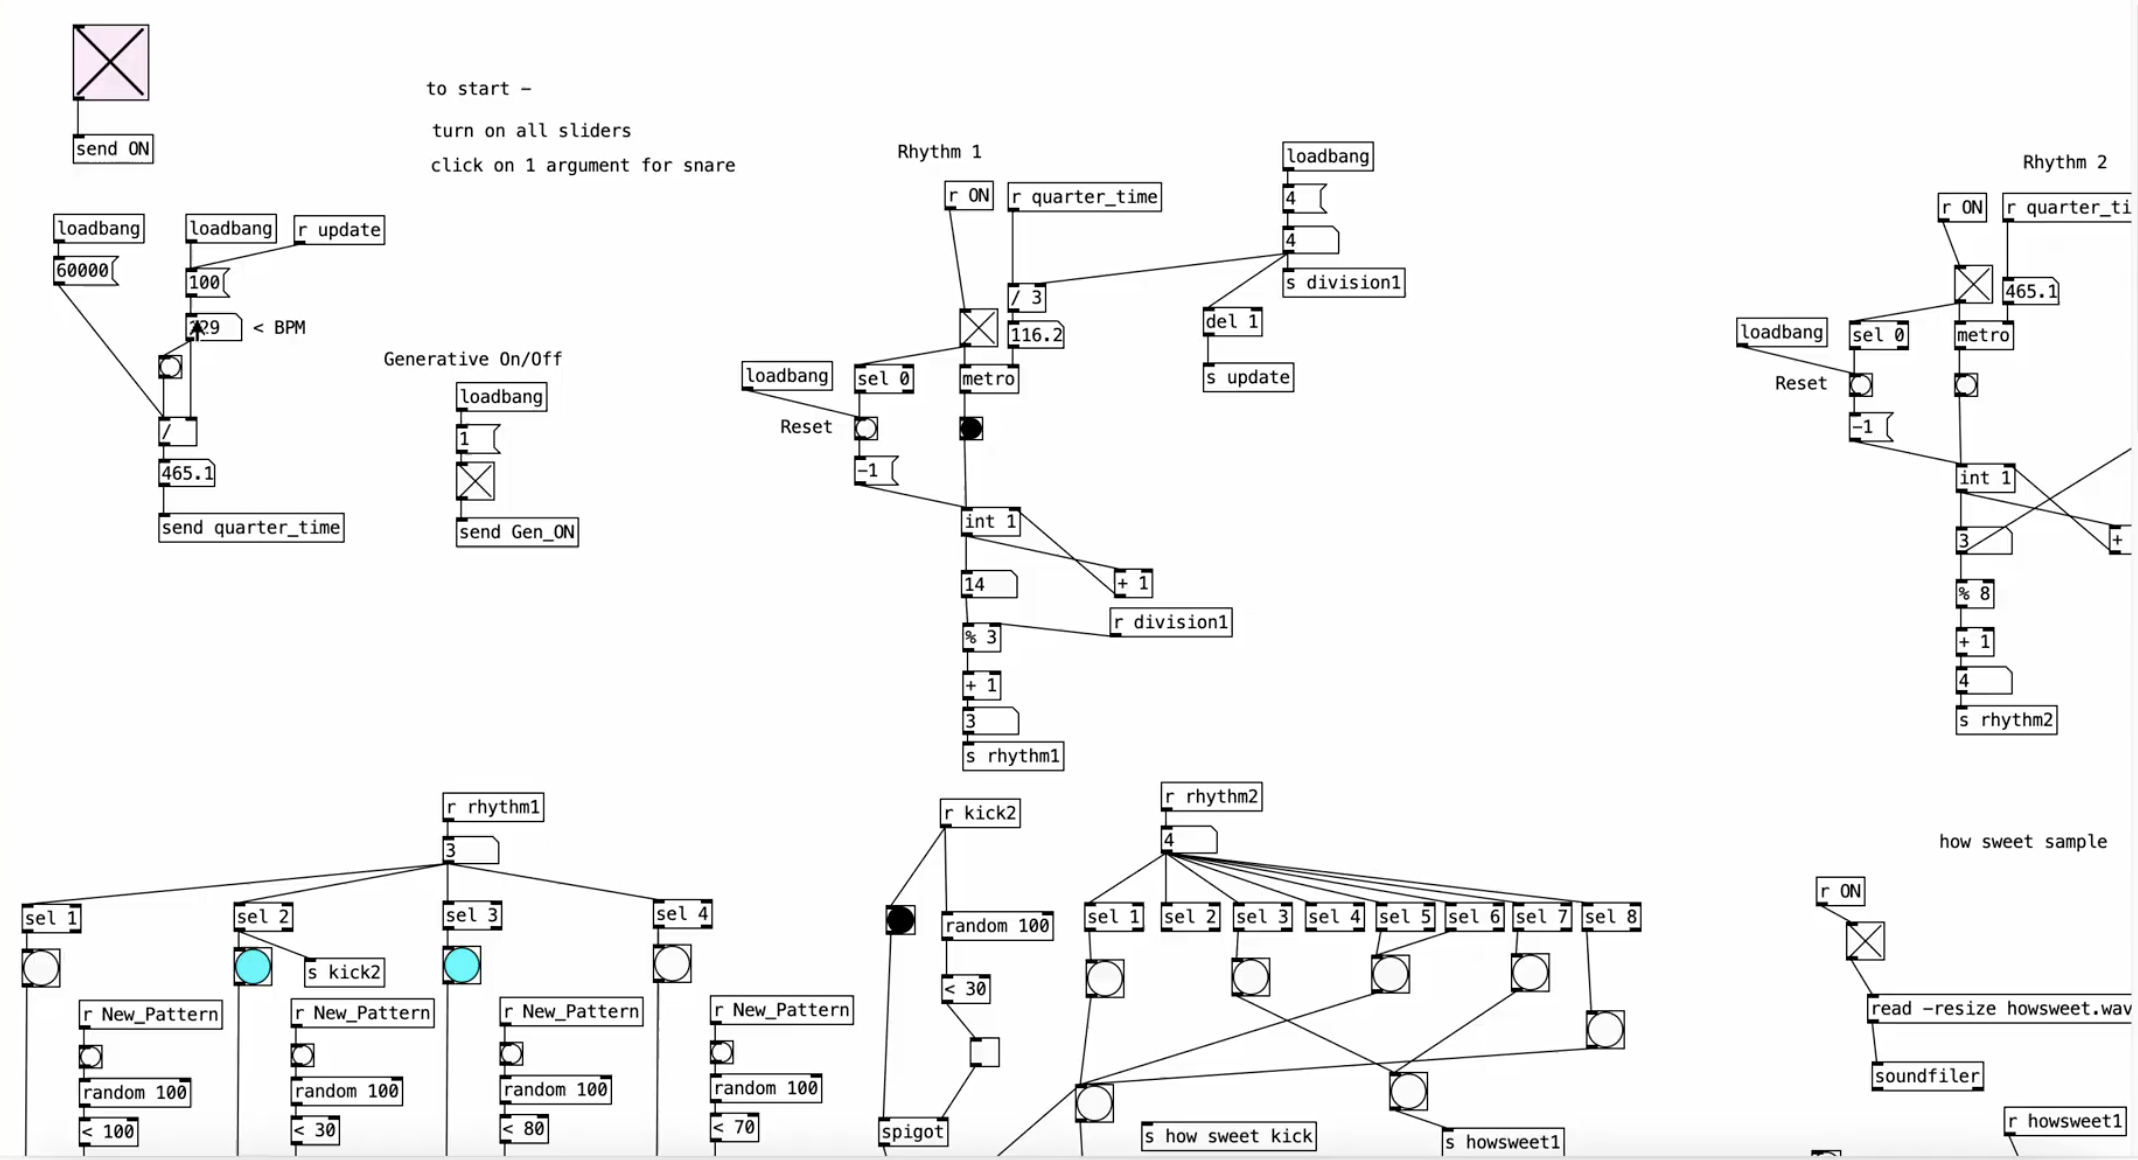 to start –
turn on all sliders
click on 1 argument for snare
send ON
loadbang
60000
loadbang
r update
100
< BPM
/
465.1
send quarter_time
Generative On/Off
loadbang
1
send Gen_ON
Rhythm 1
r ON
r quarter_time
loadbang
4
4
s division1
/ 3
116.2
del 1
s update
loadbang
sel 0
metro
Reset
-1
int 1
14
+ 1
r division1
% 3
+ 1
3
s rhythm1
Rhythm 2
r ON
r quarter_ti
465.1
loadbang
sel 0
metro
Reset
-1
int 1
3
+
% 8
+ 1
4
s rhythm2
r rhythm1
3
sel 1
sel 2
sel 3
sel 4
s kick2
r New_Pattern
r New_Pattern
r New_Pattern
r New_Pattern
random 100
random 100
random 100
random 100
< 100
< 30
< 80
< 70
r kick2
random 100
< 30
spigot
r rhythm2
4
sel 1
sel 2
sel 3
sel 4
sel 5
sel 6
sel 7
sel 8
s how sweet kick
s howsweet1
how sweet sample
r ON
read -resize howsweet.wav
soundfiler
r howsweet1